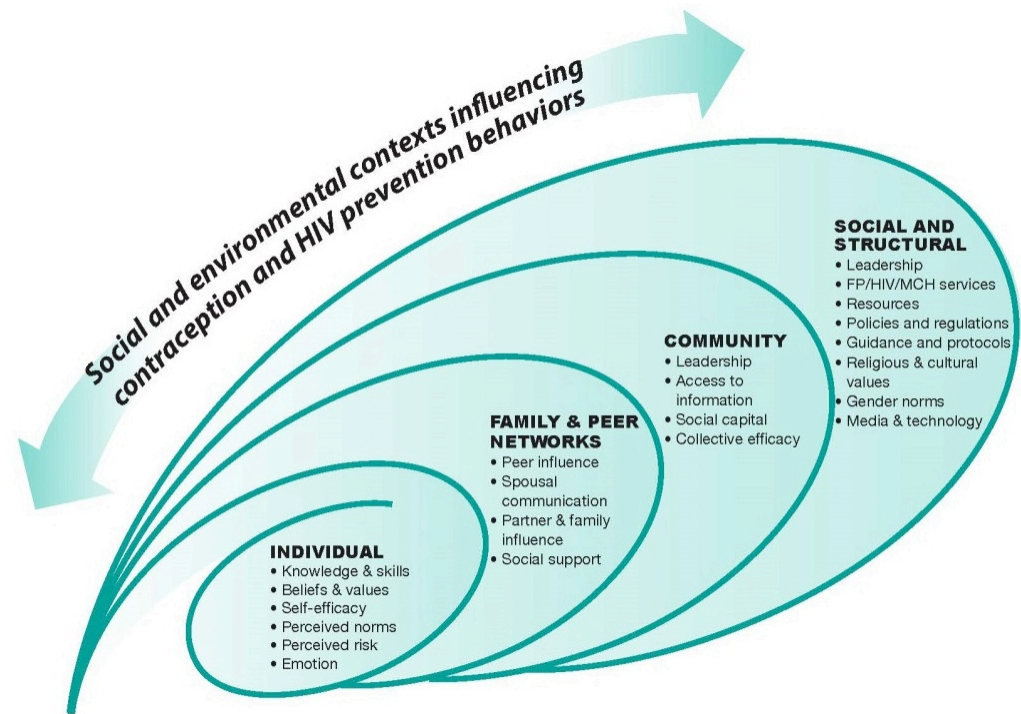 Social and environmental contexts influencing
contraception and HIV prevention behaviors
INDIVIDUAL
• Knowledge & skills
• Beliefs & values
• Self-efficacy
• Perceived norms
• Perceived risk
• Emotion
FAMILY & PEER
NETWORKS
• Peer influence
• Spousal
communication
• Partner & family
influence
• Social support
COMMUNITY
• Leadership
• Access to
information
• Social capital
• Collective efficacy
SOCIAL AND
STRUCTURAL
• Leadership
• FP/HIV/MCH services
• Resources
• Policies and regulations
• Guidance and protocols
• Religious & cultural
values
• Gender norms
• Media & technology